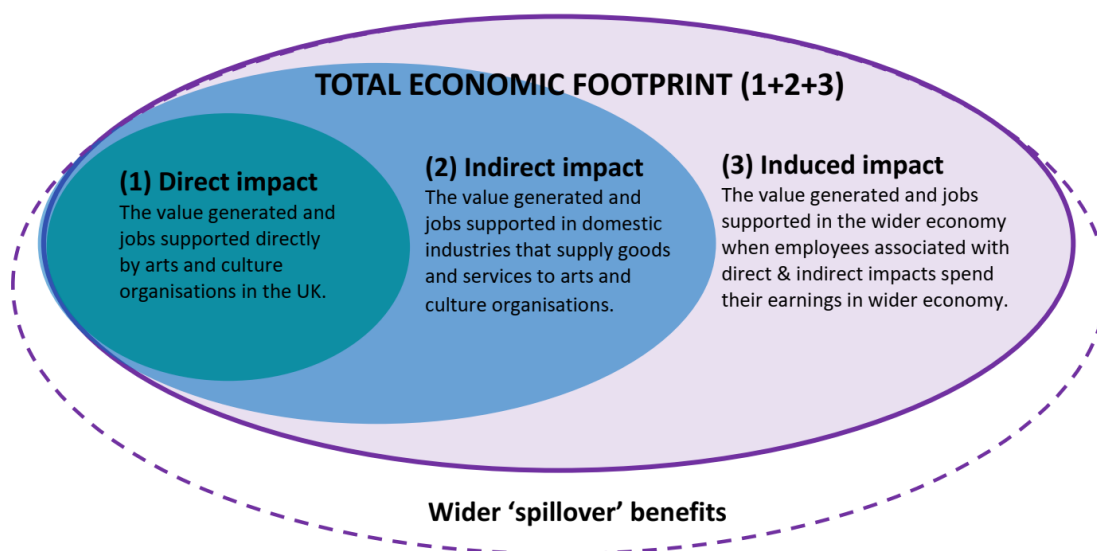 TOTAL ECONOMIC FOOTPRINT (1+2+3)
(1) Direct impact
The value generated and
jobs supported directly
by arts and culture
organisations in the UK.
(2) Indirect impact
The value generated and
jobs supported in domestic
industries that supply goods
and services to arts and
culture organisations.
(3) Induced impact
The value generated and jobs
supported in the wider economy
when employees associated with
direct & indirect impacts spend
their earnings in wider economy.
Wider ‘spillover’ benefits